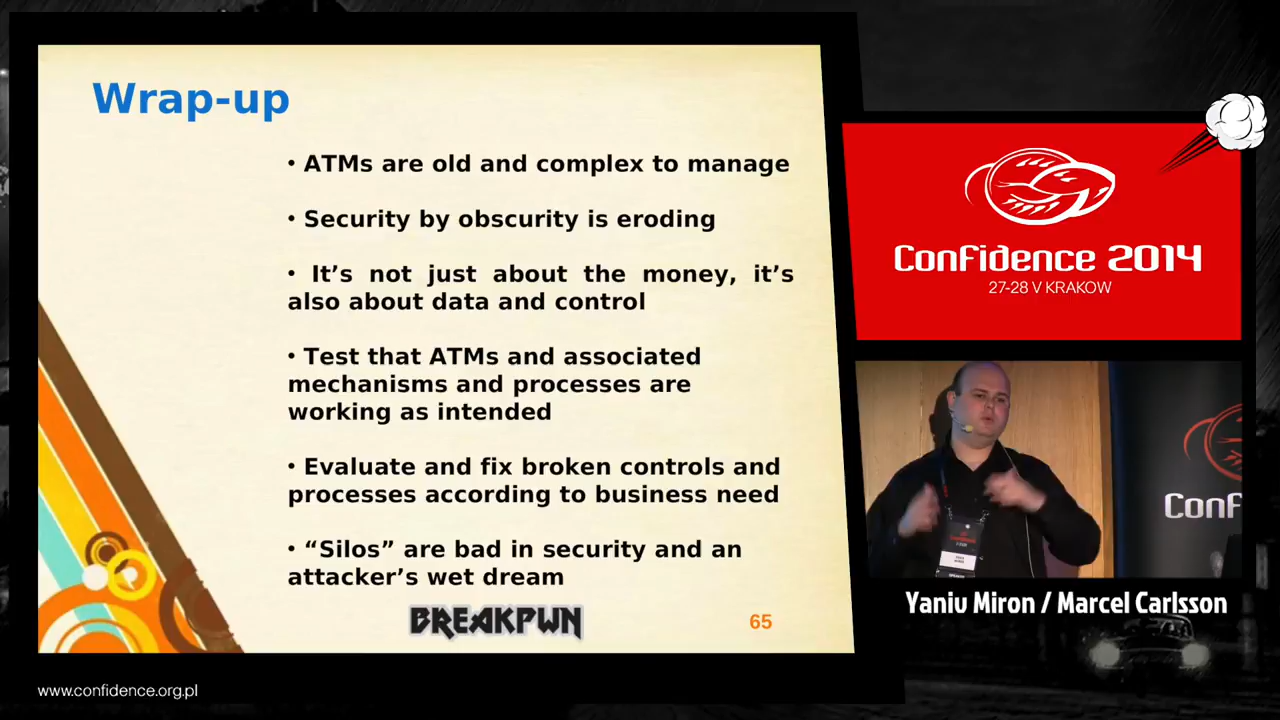 Wrap-up
• ATMs are old and complex to manage
• Security by obscurity is eroding
• It’s not just about the money, it’s
also about data and control
• Test that ATMs and associated
mechanisms and processes are
working as intended
• Evaluate and fix broken controls and
processes according to business need
• “Silos” are bad in security and an
attacker’s wet dream
BREAKPWN
65
Confidence 2014
27-28 V KRAKOW
Conf
Yaniv Miron / Marcel Carlsson
www.confidence.org.pl